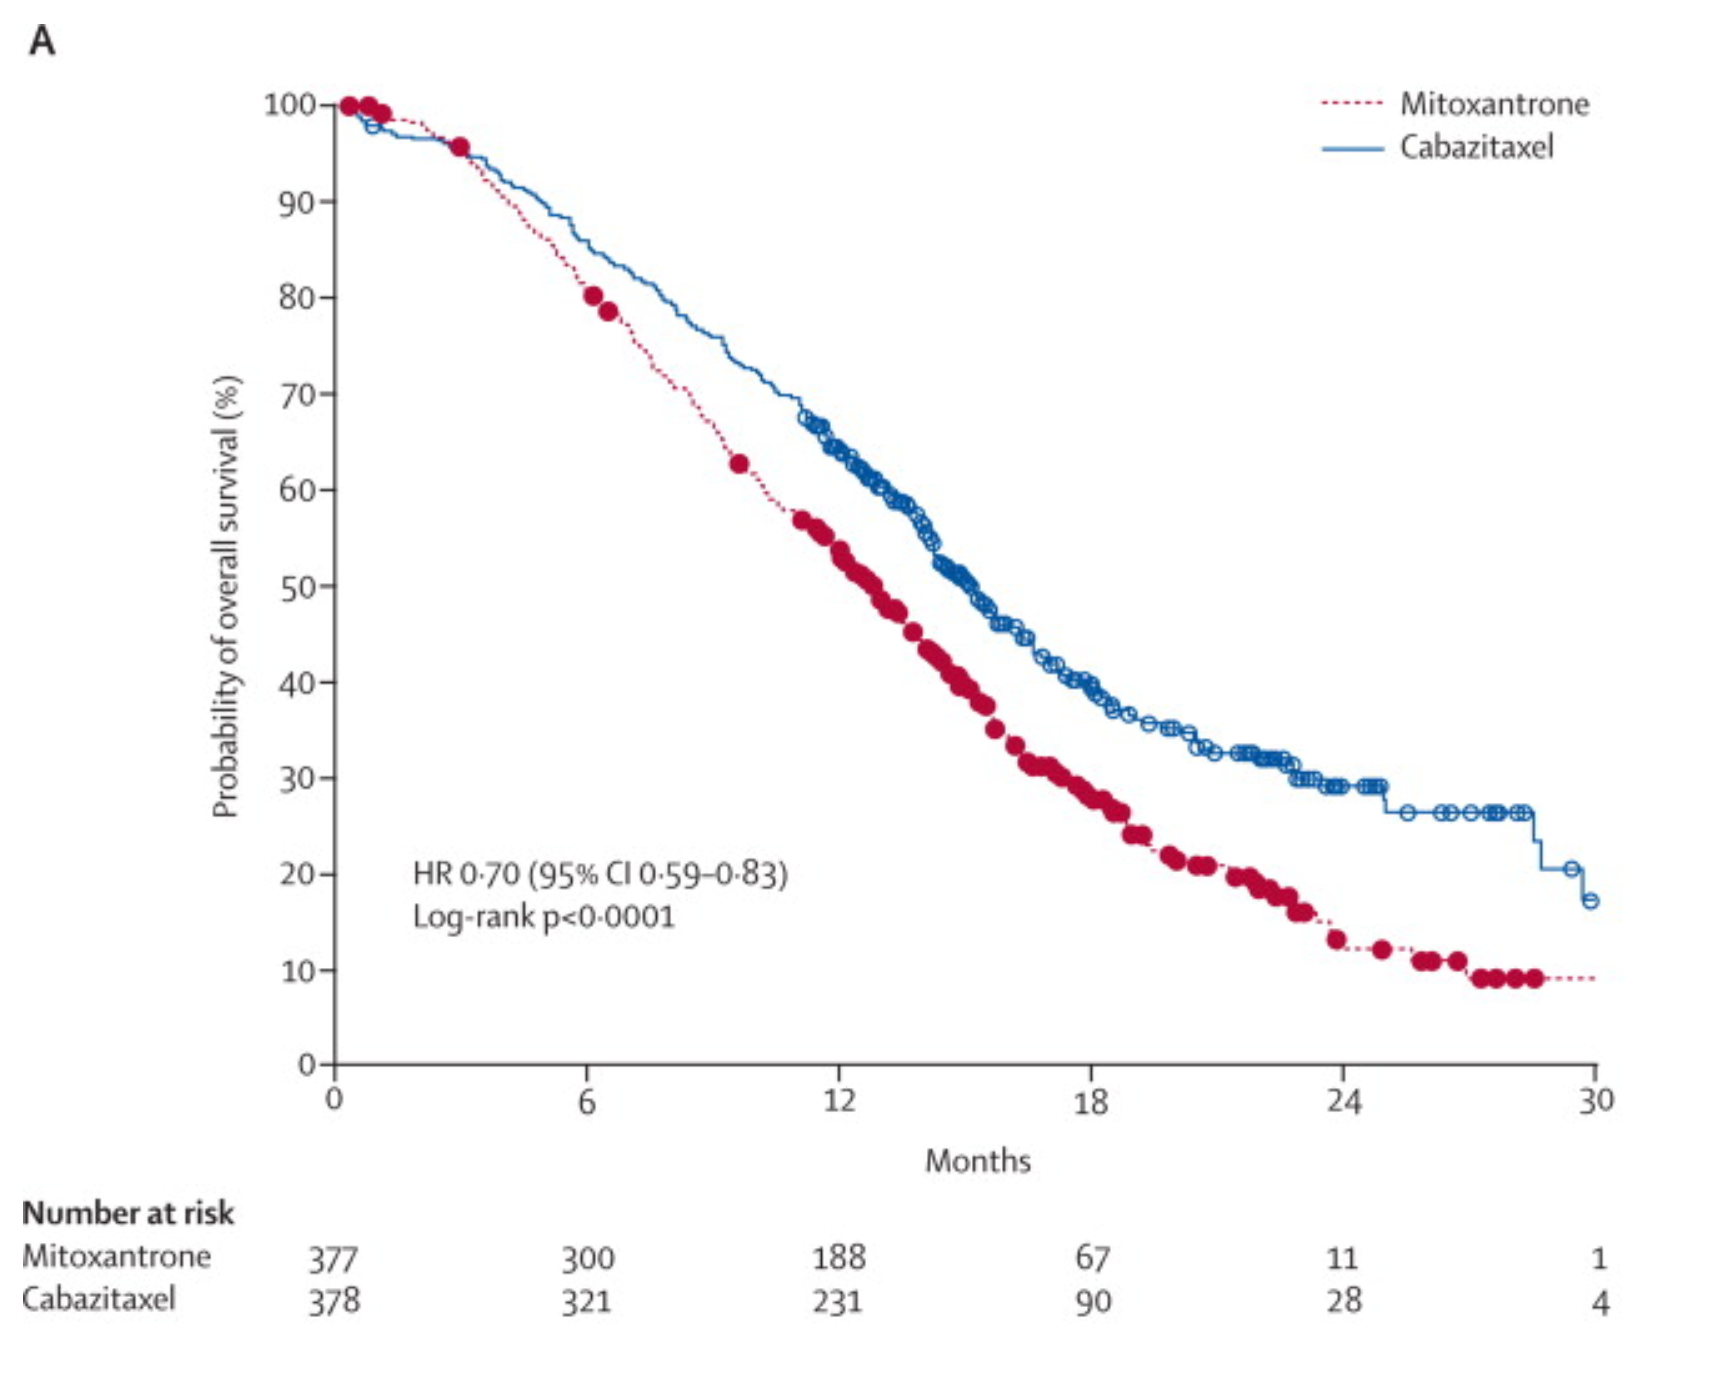 A
Mitoxantrone
Cabazitaxel
100
90
80
70
60
50
40
30
20
10
0
Probability of overall survival (%)
HR 0·70 (95% CI 0·59–0·83)
Log-rank p<0·0001
0 6 12 18 24 30
Months
Number at risk
Mitoxantrone 377 300 188 67 11 1
Cabazitaxel 378 321 231 90 28 4